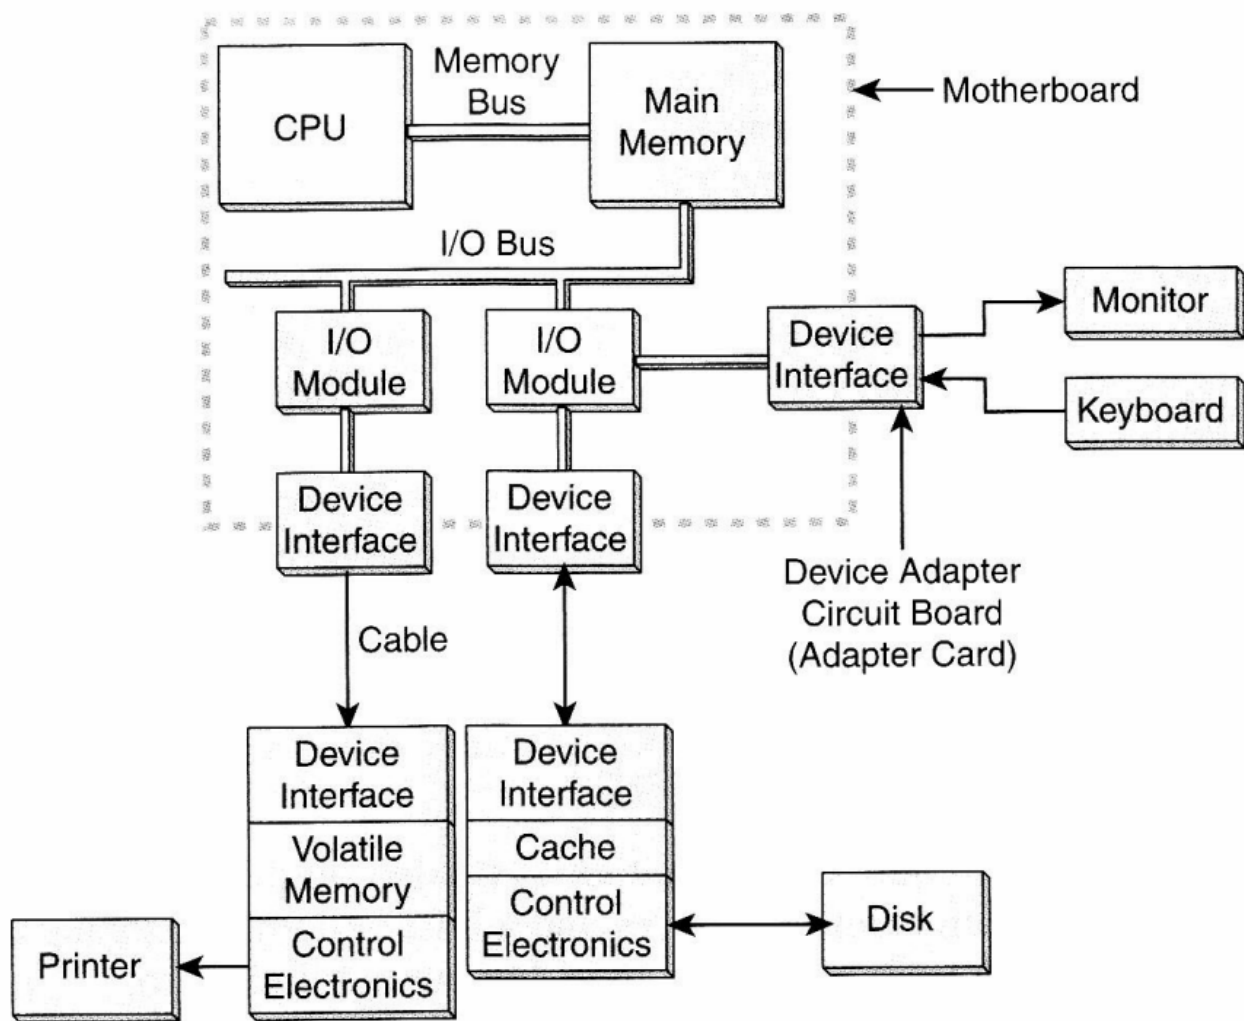 CPU
Memory
Bus
Main
Memory
Motherboard
I/O Bus
I/O
Module
I/O
Module
Device
Interface
Monitor
Keyboard
Device
Interface
Device
Interface
Device Adapter
Circuit Board
(Adapter Card)
Cable
Device
Interface
Volatile
Memory
Control
Electronics
Device
Interface
Cache
Control
Electronics
Disk
Printer